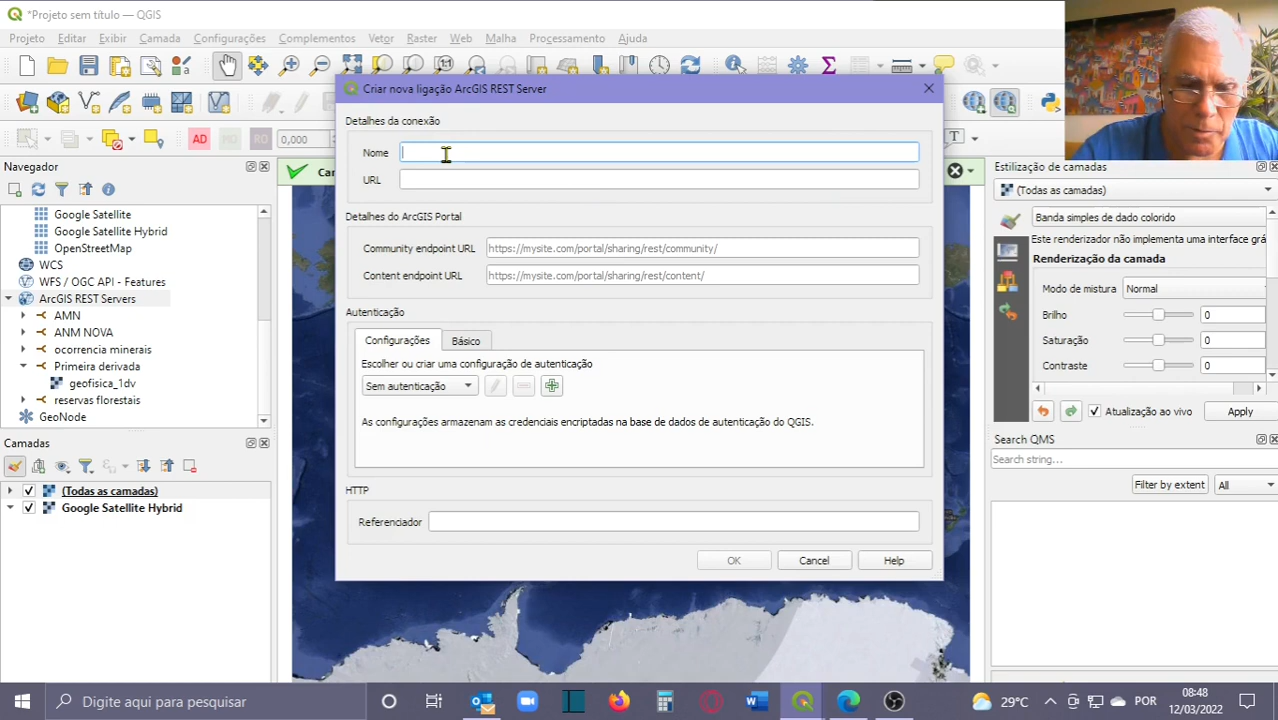 *Projeto sem título — QGIS
Projeto Editar Exibir Camada Configurações Complementos Vetor Raster Web Malha Processamento Ajuda
Criar nova ligação ArcGIS REST Server
AD
RO
0,000
T
Detalhes da conexão
Nome
URL
Detalhes do ArcGIS Portal
Community endpoint URL https://mysite.com/portal/sharing/rest/community/
Content endpoint URL https://mysite.com/portal/sharing/rest/content/
Autenticação
Configurações Básico
Escolher ou criar uma configuração de autenticação
Sem autenticação
As configurações armazenam as credenciais encriptadas na base de dados de autenticação do QGIS.
HTTP
Referenciador
OK Cancel Help
Navegador
Google Satellite
Google Satellite Hybrid
OpenStreetMap
WCS
WFS / OGC API - Features
ArcGIS REST Servers
AMN
ANM NOVA
ocorrencia minerais
Primeira derivada
geofisica_1dv
reservas florestais
GeoNode
Camadas
(Todas as camadas)
Google Satellite Hybrid
Estilização de camada
(Todas as camadas)
Banda simples de dado colorido
Este renderizador não implementa uma interface grá
Renderização da camada
Modo de mistura Normal
Brilho 0
Saturação 0
Contraste 0
Atualização ao vivo Apply
Search QMS
Search string...
Filter by extent All
Digite aqui para pesquisar
29°C
POR
08:48
12/03/2022